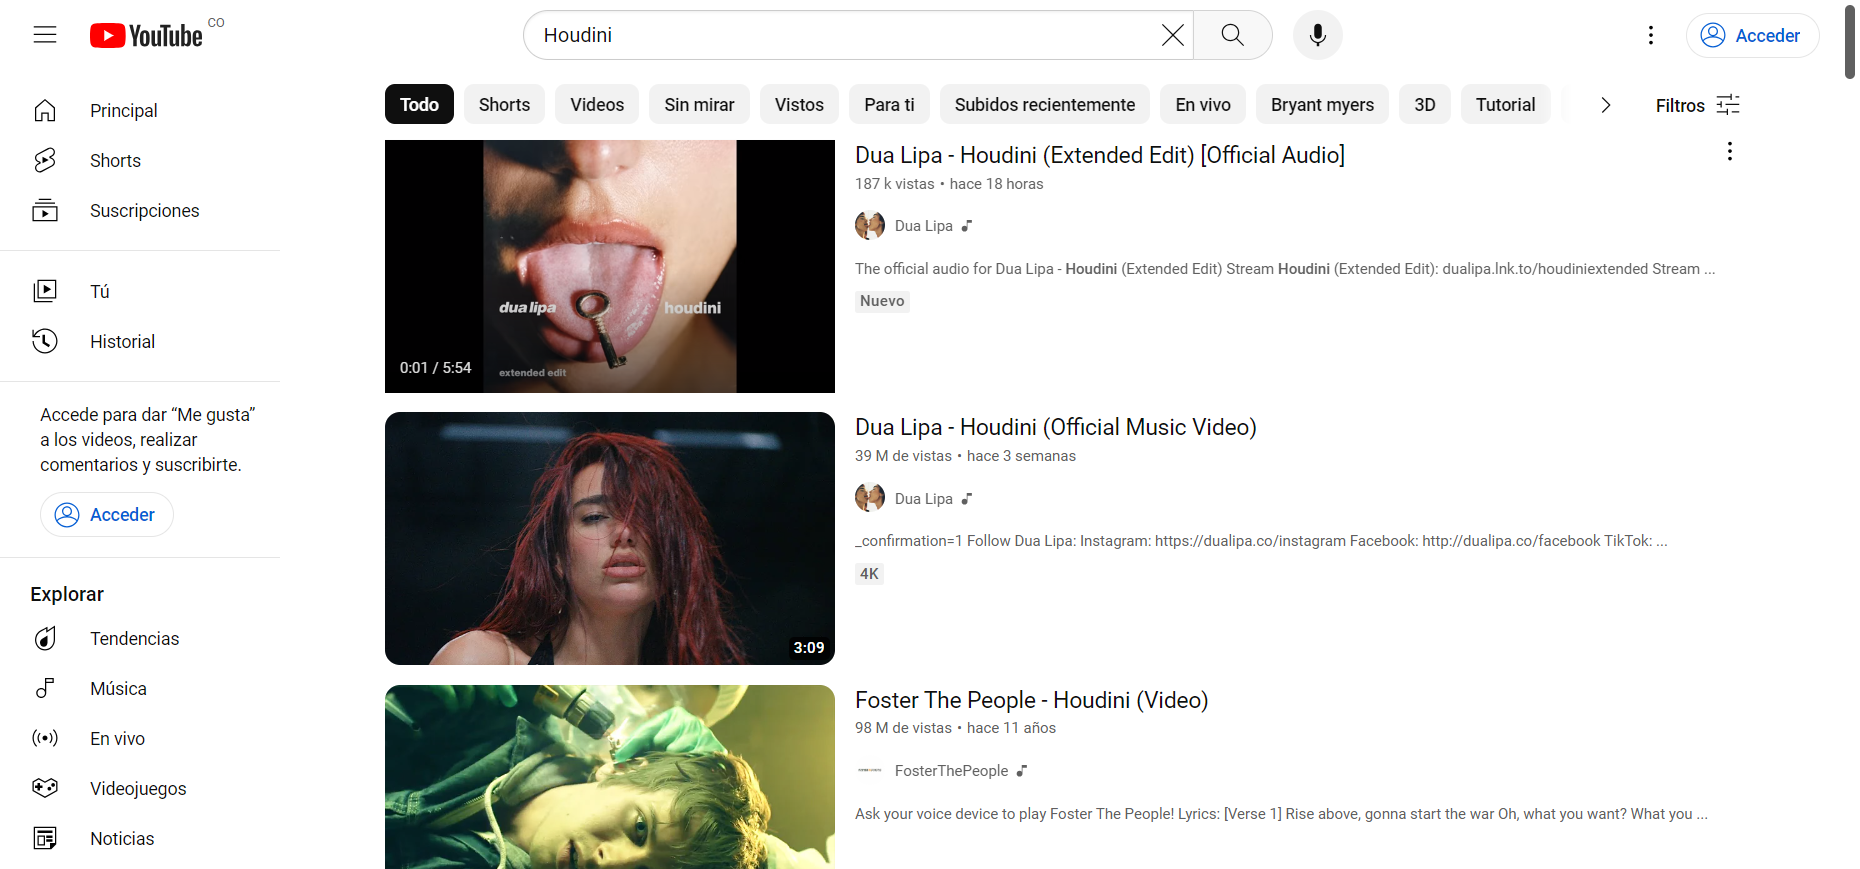 YouTube CO
Houdini
Acceder
Principal
Shorts
Suscripciones
Tú
Historial
Accede para dar “Me gusta”
a los videos, realizar
comentarios y suscribirte.
Acceder
Explorar
Tendencias
Música
En vivo
Videojuegos
Noticias
Todo Shorts Videos Sin mirar Vistos Para ti Subidos recientemente En vivo Bryant myers 3D Tutorial Filtros
dua lipa houdini
extended edit
0:01 / 5:54
Dua Lipa - Houdini (Extended Edit) [Official Audio]
187 k vistas • hace 18 horas
Dua Lipa
The official audio for Dua Lipa - Houdini (Extended Edit) Stream Houdini (Extended Edit): dualipa.lnk.to/houdiniextended Stream ...
Nuevo
3:09
Dua Lipa - Houdini (Official Music Video)
39 M de vistas • hace 3 semanas
Dua Lipa
_confirmation=1 Follow Dua Lipa: Instagram: https://dualipa.co/instagram Facebook: http://dualipa.co/facebook TikTok: ...
4K
Foster The People - Houdini (Video)
98 M de vistas • hace 11 años
FosterThePeople
Ask your voice device to play Foster The People! Lyrics: [Verse 1] Rise above, gonna start the war Oh, what you want? What you ...